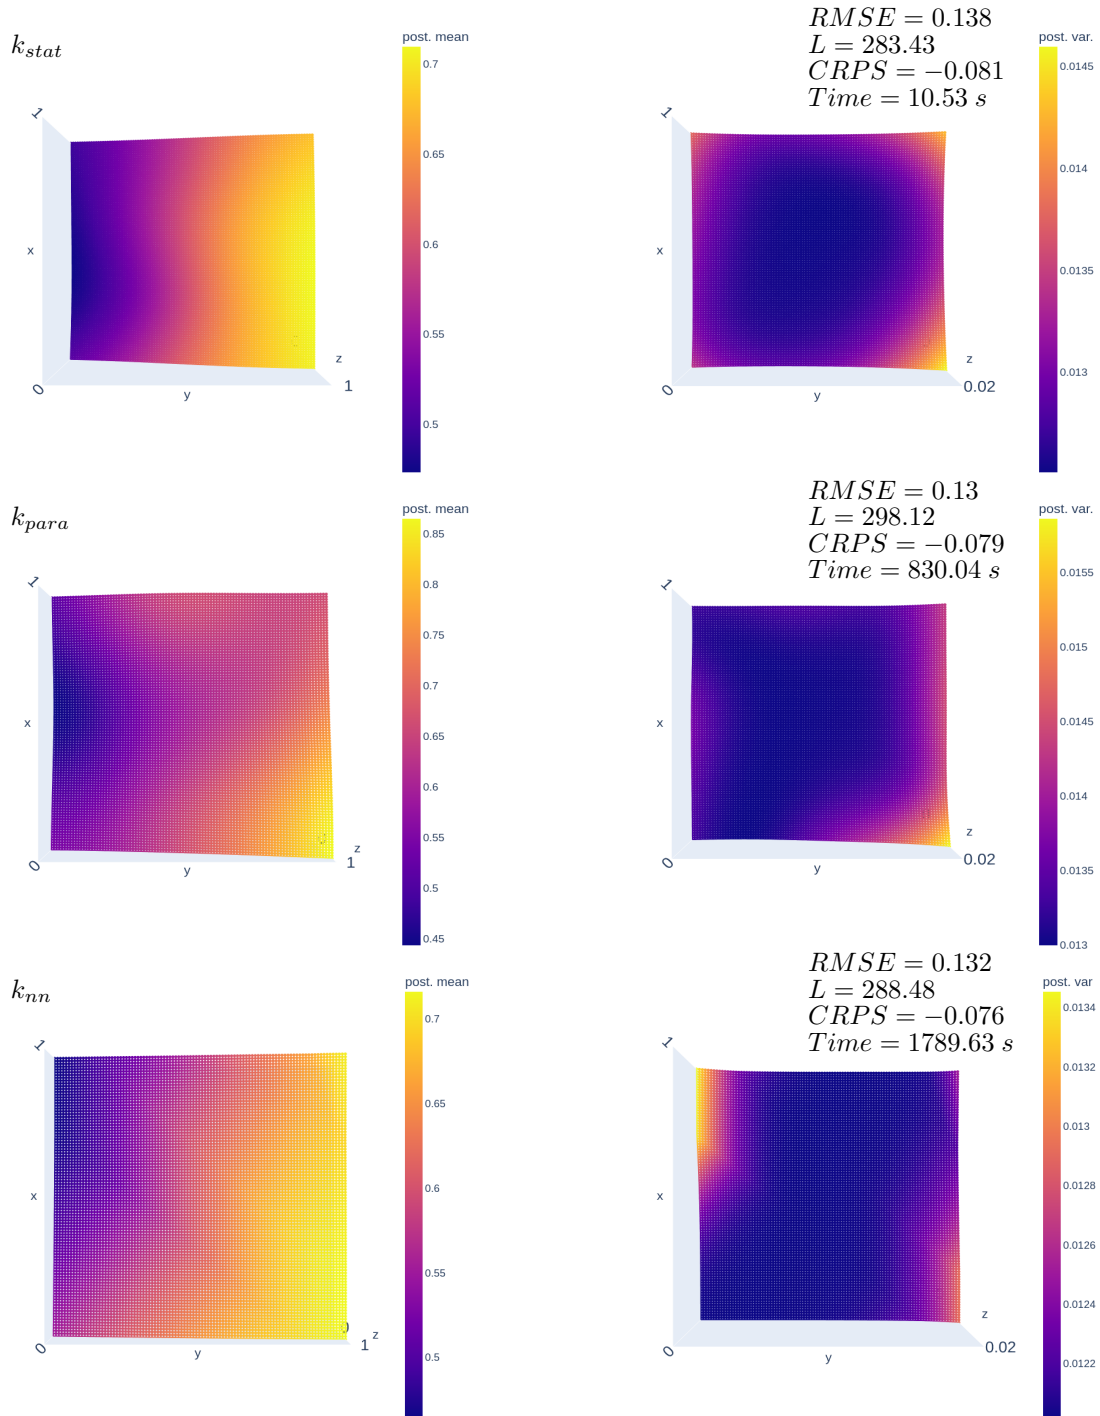 k_{stat}
post. mean
0.7
0.65
0.6
0.55
0.5
1
x
0
y
z
1
RMSE = 0.138
L = 283.43
CRPS = −0.081
Time = 10.53 s
post. var.
0.0145
0.014
0.0135
0.013
1
x
0
y
z
0.02
k_{para}
post. mean
0.85
0.8
0.75
0.7
0.65
0.6
0.55
0.5
0.45
1
x
0
y
z
1
RMSE = 0.13
L = 298.12
CRPS = −0.079
Time = 830.04 s
post. var.
0.0155
0.015
0.0145
0.014
0.0135
0.013
1
x
0
y
z
0.02
k_{nn}
post. mean
0.7
0.65
0.6
0.55
0.5
1
x
0
y
0
z
1
RMSE = 0.132
L = 288.48
CRPS = −0.076
Time = 1789.63 s
post. var
0.0134
0.0132
0.013
0.0128
0.0126
0.0124
0.0122
1
x
0
y
z
0.02